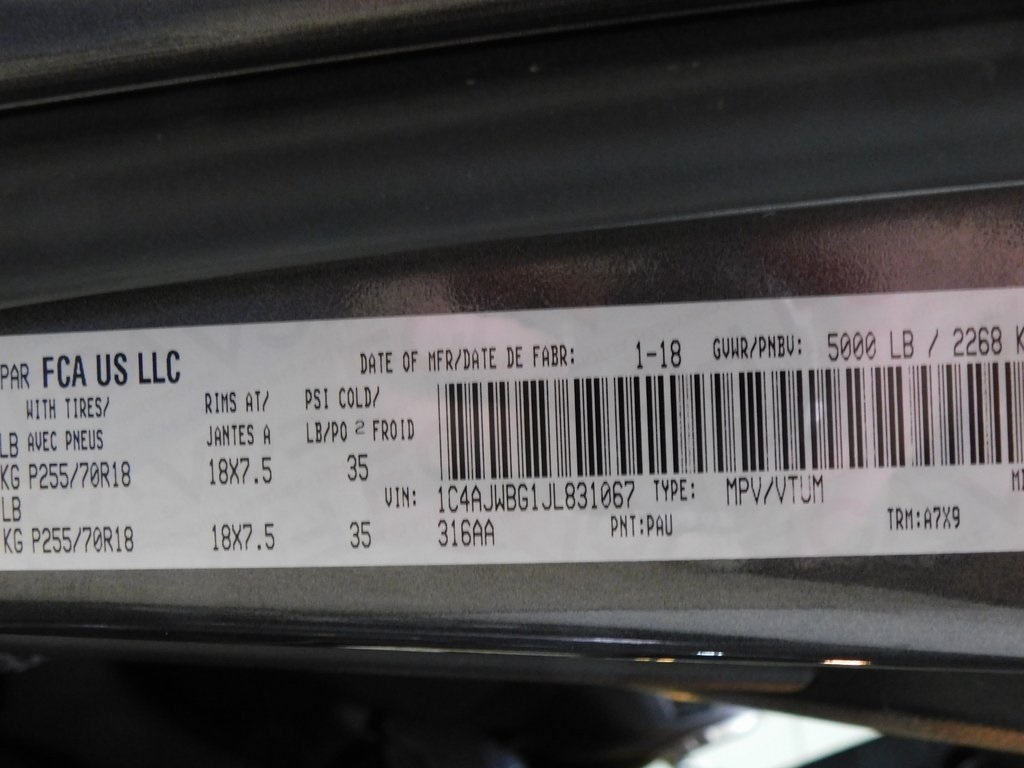 PAR FCA US LLC
DATE OF MFR/DATE DE FABR: 1-18 GVWR/PNBV: 5000 LB / 2268 K
WITH TIRES/ RIMS AT/ PSI COLD/
LB AVEC PNEUS JANTES A LB/PO 2 FROID
KG P255/70R18 18X7.5 35
VIN: 1C4AJWBG1JL831067 TYPE: MPV/VTUM
LB
KG P255/70R18 18X7.5 35
316AA PNT:PAU TRM:A7X9